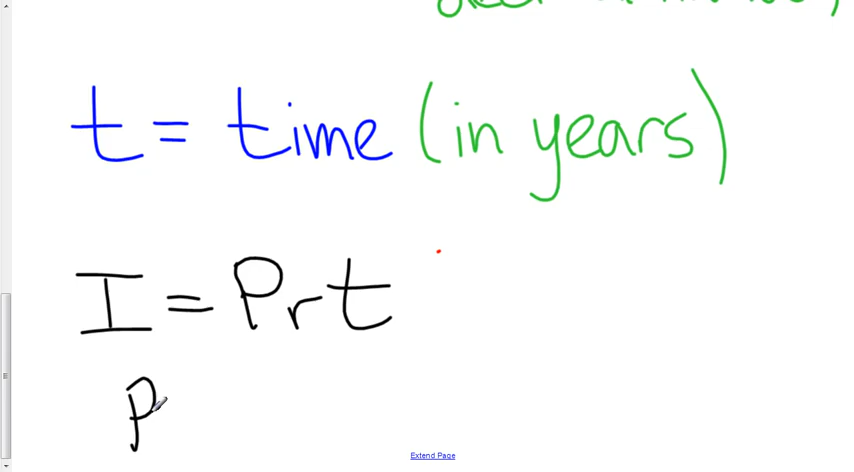 t = time (in years)
I = Prt
P
Extend Page